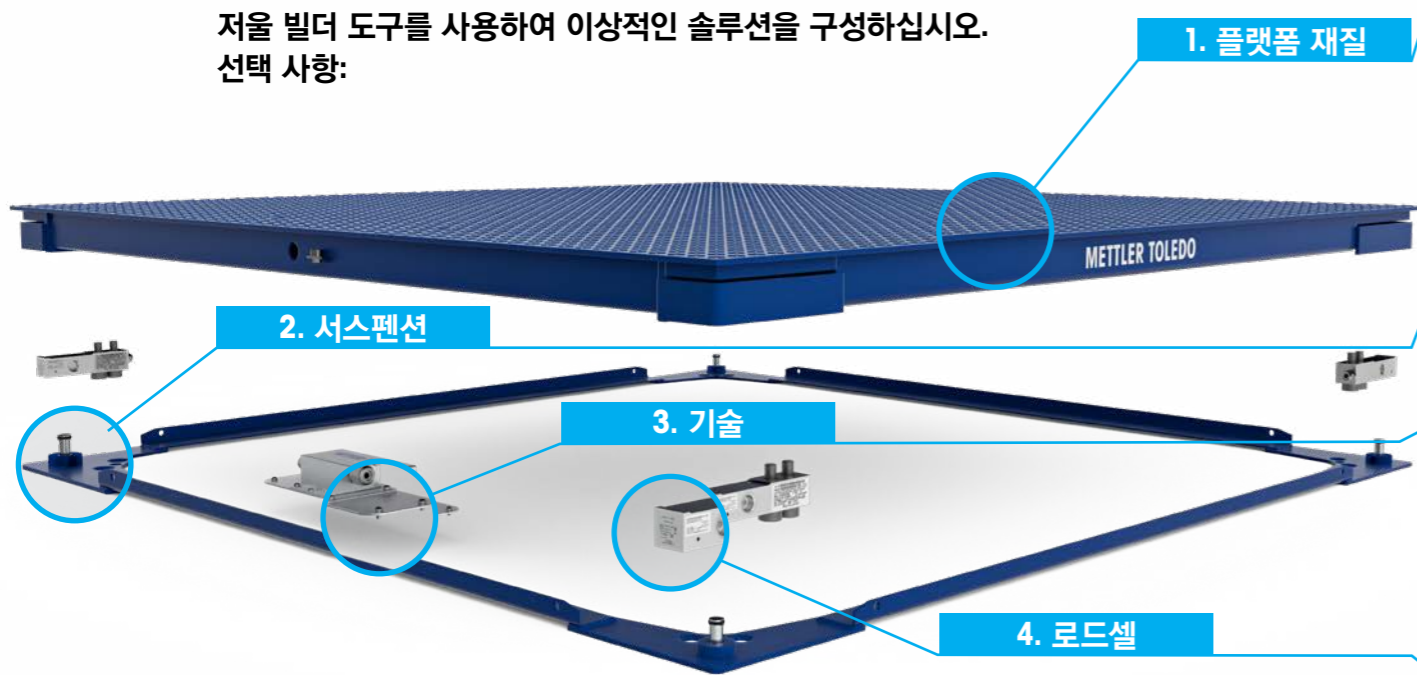 저울 빌더 도구를 사용하여 이상적인 솔루션을 구성하십시오.
선택 사항:
1. 플랫폼 재질
METTLER TOLEDO
2. 서스펜션
3. 기술
4. 로드셀